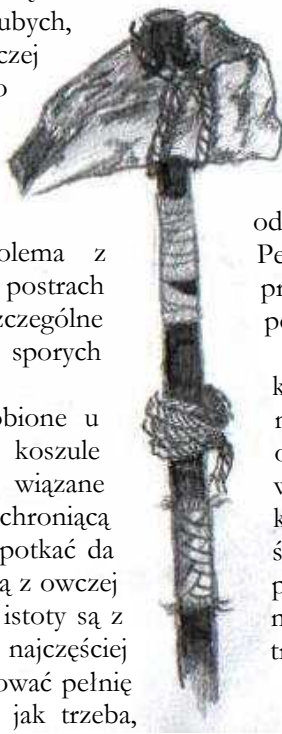 ubych,
czej
o
olema z
postrach
zczególne
sporych
obione u
koszule
wiązane
chroniącą
potkać da
ą z owczej
istoty są z
najczęściej
ować pełnię
jak trzeba,
od
Pe
pr
po
k
o
w
k
ś
p
tr